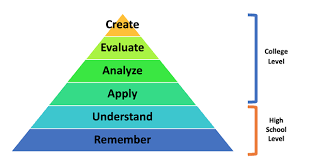 Create
Evaluate
Analyze
Apply
Understand
Remember
College
Level
High
School
Level